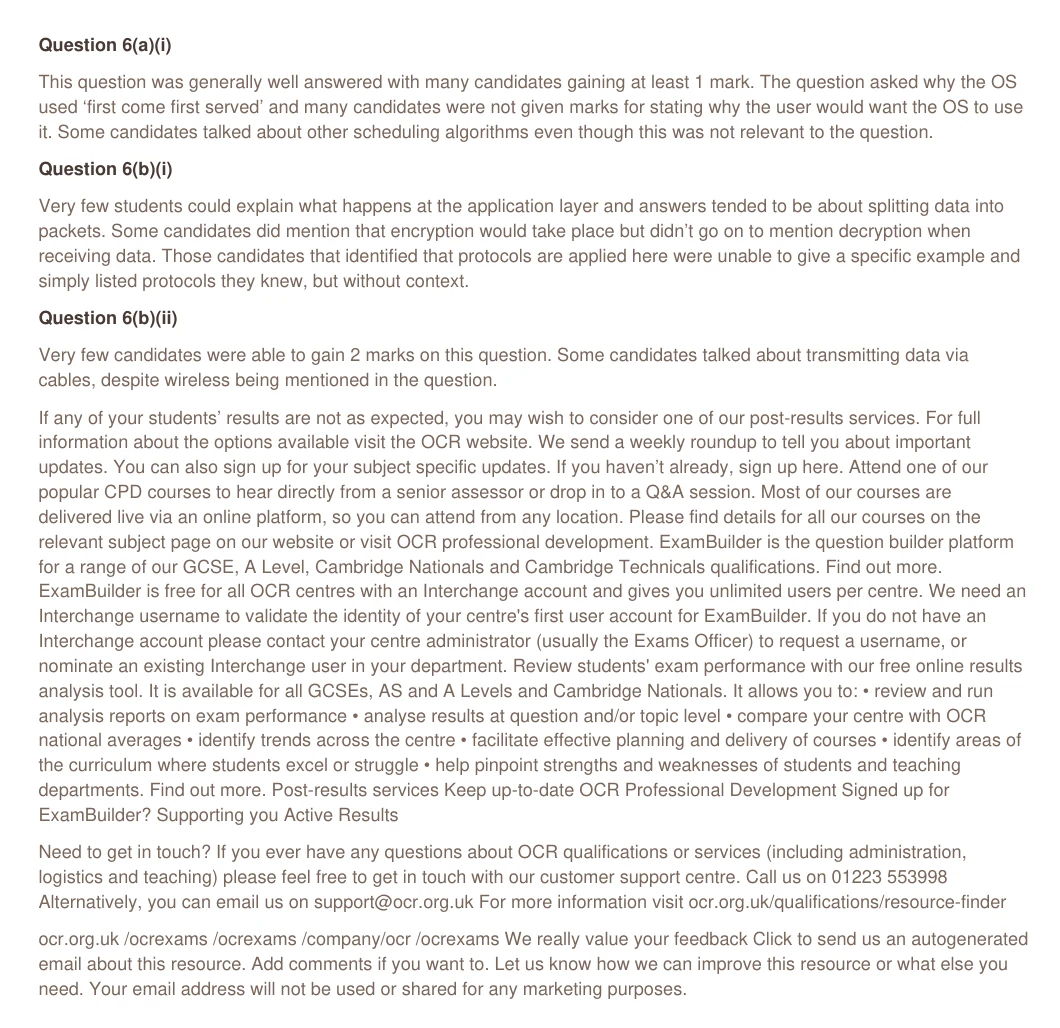 Question 6(a)(i)
This question was generally well answered with many candidates gaining at least 1 mark. The question asked why the OS
used ‘first come first served’ and many candidates were not given marks for stating why the user would want the OS to use
it. Some candidates talked about other scheduling algorithms even though this was not relevant to the question.
Question 6(b)(i)
Very few students could explain what happens at the application layer and answers tended to be about splitting data into
packets. Some candidates did mention that encryption would take place but didn’t go on to mention decryption when
receiving data. Those candidates that identified that protocols are applied here were unable to give a specific example and
simply listed protocols they knew, but without context.
Question 6(b)(ii)
Very few candidates were able to gain 2 marks on this question. Some candidates talked about transmitting data via
cables, despite wireless being mentioned in the question.
If any of your students’ results are not as expected, you may wish to consider one of our post-results services. For full
information about the options available visit the OCR website. We send a weekly roundup to tell you about important
updates. You can also sign up for your subject specific updates. If you haven’t already, sign up here. Attend one of our
popular CPD courses to hear directly from a senior assessor or drop in to a Q&A session. Most of our courses are
delivered live via an online platform, so you can attend from any location. Please find details for all our courses on the
relevant subject page on our website or visit OCR professional development. ExamBuilder is the question builder platform
for a range of our GCSE, A Level, Cambridge Nationals and Cambridge Technicals qualifications. Find out more.
ExamBuilder is free for all OCR centres with an Interchange account and gives you unlimited users per centre. We need an
Interchange username to validate the identity of your centre's first user account for ExamBuilder. If you do not have an
Interchange account please contact your centre administrator (usually the Exams Officer) to request a username, or
nominate an existing Interchange user in your department. Review students' exam performance with our free online results
analysis tool. It is available for all GCSEs, AS and A Levels and Cambridge Nationals. It allows you to: • review and run
analysis reports on exam performance • analyse results at question and/or topic level • compare your centre with OCR
national averages • identify trends across the centre • facilitate effective planning and delivery of courses • identify areas of
the curriculum where students excel or struggle • help pinpoint strengths and weaknesses of students and teaching
departments. Find out more. Post-results services Keep up-to-date OCR Professional Development Signed up for
ExamBuilder? Supporting you Active Results
Need to get in touch? If you ever have any questions about OCR qualifications or services (including administration,
logistics and teaching) please feel free to get in touch with our customer support centre. Call us on 01223 553998
Alternatively, you can email us on support@ocr.org.uk For more information visit ocr.org.uk/qualifications/resource-finder
ocr.org.uk /ocrexams /ocrexams /company/ocr /ocrexams We really value your feedback Click to send us an autogenerated
email about this resource. Add comments if you want to. Let us know how we can improve this resource or what else you
need. Your email address will not be used or shared for any marketing purposes.